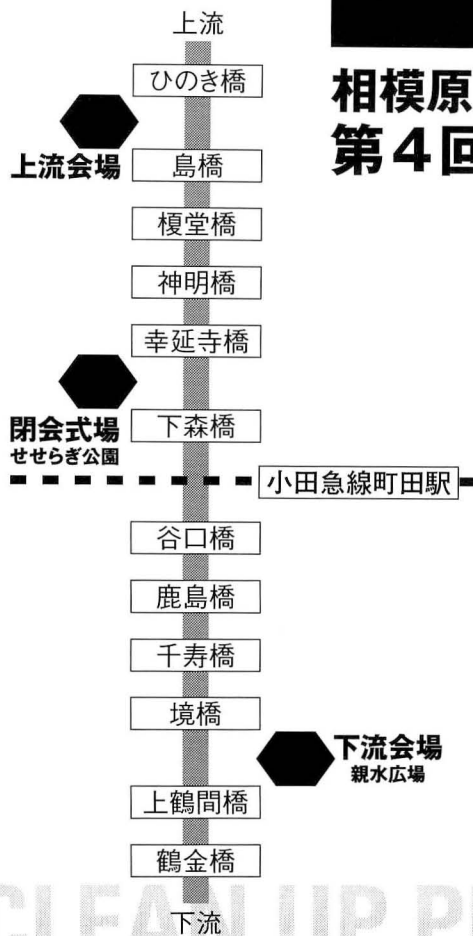 上流
ひのき橋
相模原
第4回
上流会場
島橋
榎堂橋
神明橋
幸延寺橋
閉会式場
せせらぎ公園
下森橋
小田急線町田駅
谷口橋
鹿島橋
千寿橋
境橋
下流会場
親水広場
上鶴間橋
鶴金橋
CLEAN UP P
下流